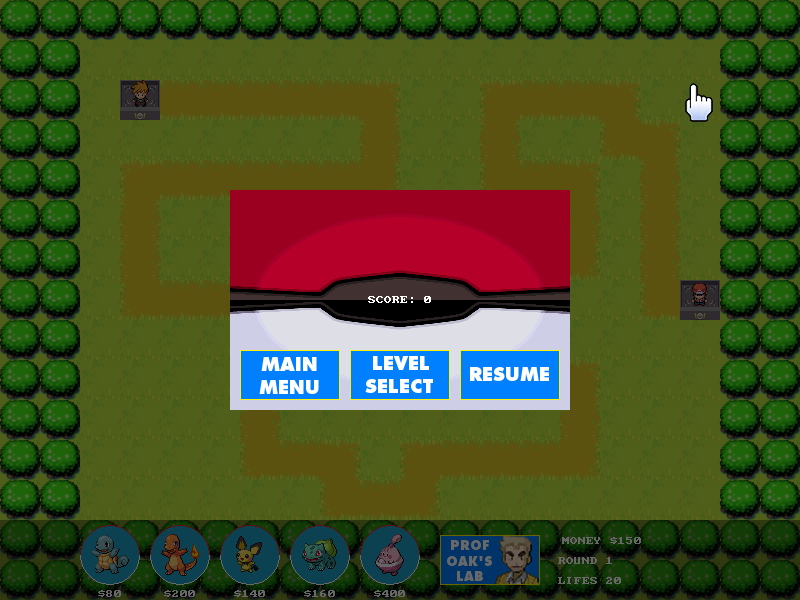 SCORE: 0
MAIN
MENU
LEVEL
SELECT
RESUME
PROF
OAK'S
LAB
MONEY $150
ROUND 1
LIFES 20
$80
$200
$140
$160
$400